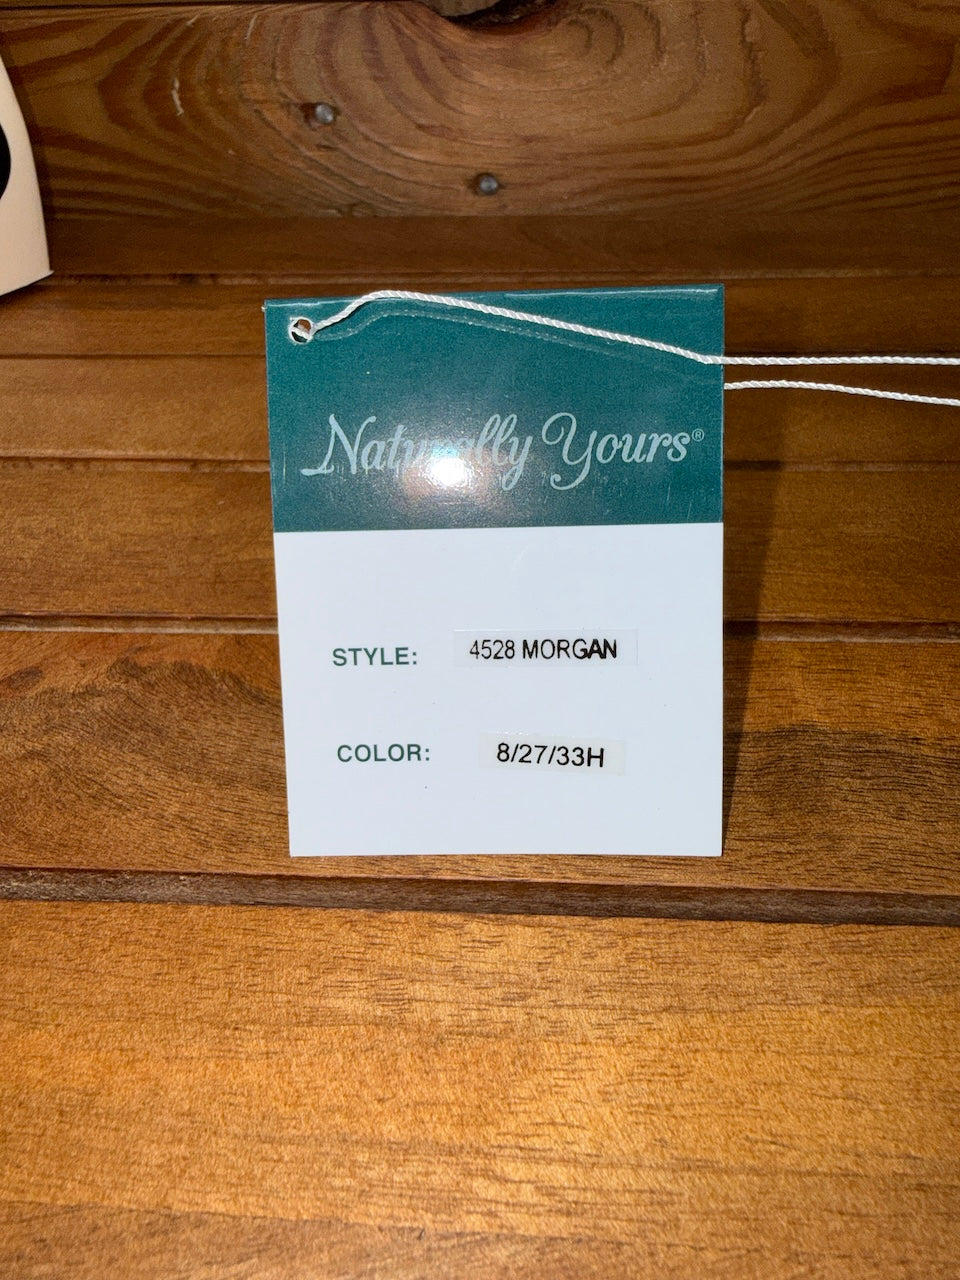 Naturally Yours®
STYLE: 4528 MORGAN
COLOR: 8/27/33H